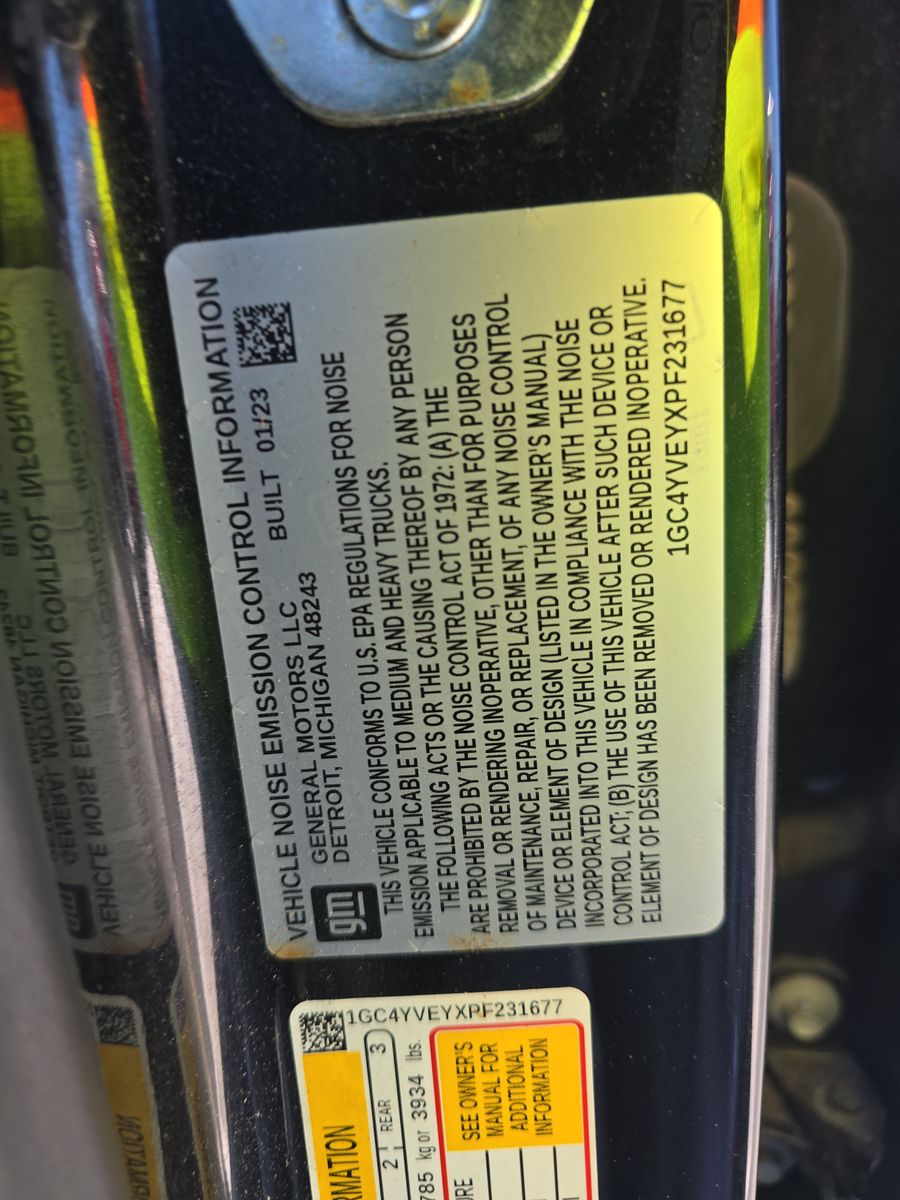 VEHICLE NOISE EMISSION CONTROL INFORMATION
gm
GENERAL MOTORS LLC BUILT 01/23
DETROIT, MICHIGAN 48243
THIS VEHICLE CONFORMS TO U.S. EPA REGULATIONS FOR NOISE
EMISSION APPLICABLE TO MEDIUM AND HEAVY TRUCKS.
THE FOLLOWING ACTS OR THE CAUSING THEREOF BY ANY PERSON
ARE PROHIBITED BY THE NOISE CONTROL ACT OF 1972: (A) THE
REMOVAL OR RENDERING INOPERATIVE, OTHER THAN FOR PURPOSES
OF MAINTENANCE, REPAIR, OR REPLACEMENT, OF ANY NOISE CONTROL
DEVICE OR ELEMENT OF DESIGN (LISTED IN THE OWNER'S MANUAL)
INCORPORATED INTO THIS VEHICLE IN COMPLIANCE WITH THE NOISE
CONTROL ACT; (B) THE USE OF THIS VEHICLE AFTER SUCH DEVICE OR
ELEMENT OF DESIGN HAS BEEN REMOVED OR RENDERED INOPERATIVE.
1GC4YVEYXPF231677
1GC4YVEYXPF231677
2 REAR 3
kg or 3934 lbs.
SEE OWNER'S
MANUAL FOR
ADDITIONAL
INFORMATION